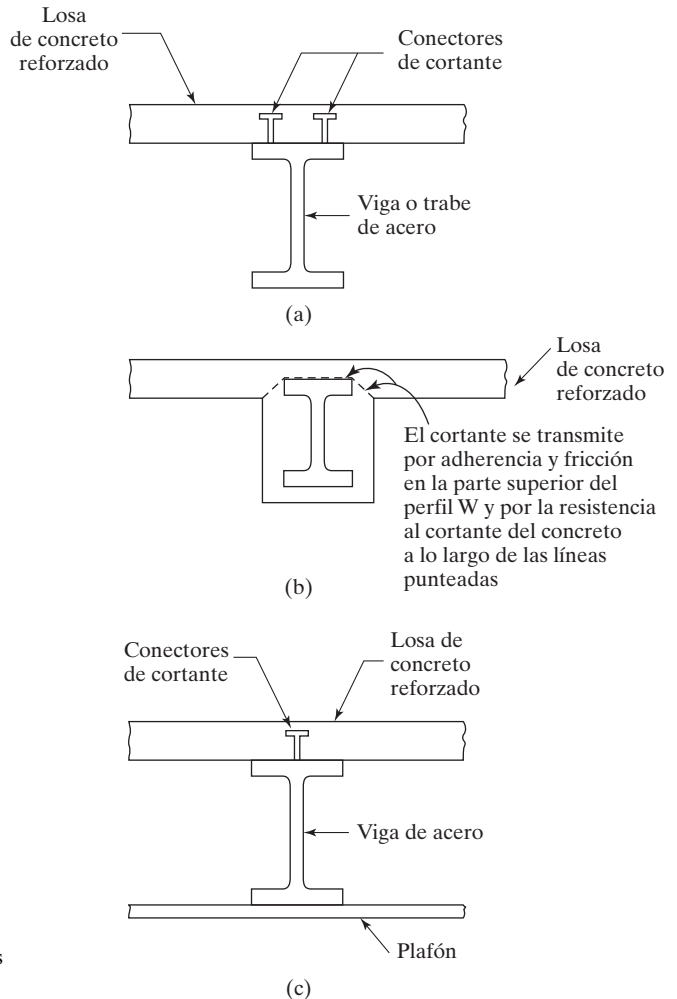 Losa
de concreto
reforzado
Conectores
de cortante
Viga o trabe
de acero
(a)
Losa
de concreto
reforzado
El cortante se transmite
por adherencia y fricción
en la parte superior del
perfil W y por la resistencia
al cortante del concreto
a lo largo de las líneas
punteadas
(b)
Conectores
de cortante
Losa de
concreto
reforzado
Viga de acero
Plafón
s
(c)